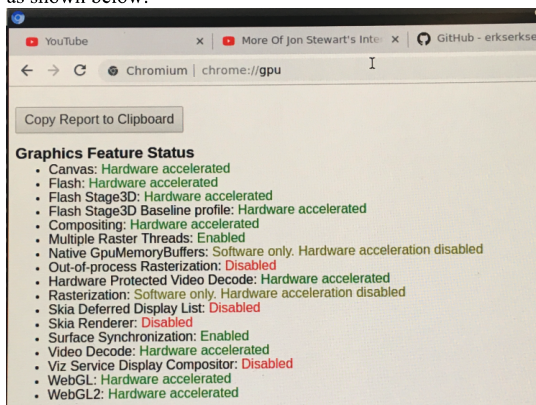 as shown below:
YouTube × More Of Jon Stewart's Inte × GitHub - erkserkse
Chromium | chrome://gpu
Copy Report to Clipboard
Graphics Feature Status
• Canvas: Hardware accelerated
• Flash: Hardware accelerated
• Flash Stage3D: Hardware accelerated
• Flash Stage3D Baseline profile: Hardware accelerated
• Compositing: Hardware accelerated
• Multiple Raster Threads: Enabled
• Native GpuMemoryBuffers: Software only. Hardware acceleration disabled
• Out-of-process Rasterization: Disabled
• Hardware Protected Video Decode: Hardware accelerated
• Rasterization: Software only. Hardware acceleration disabled
• Skia Deferred Display List: Disabled
• Skia Renderer: Disabled
• Surface Synchronization: Enabled
• Video Decode: Hardware accelerated
• Viz Service Display Compositor: Disabled
• WebGL: Hardware accelerated
• WebGL2: Hardware accelerated